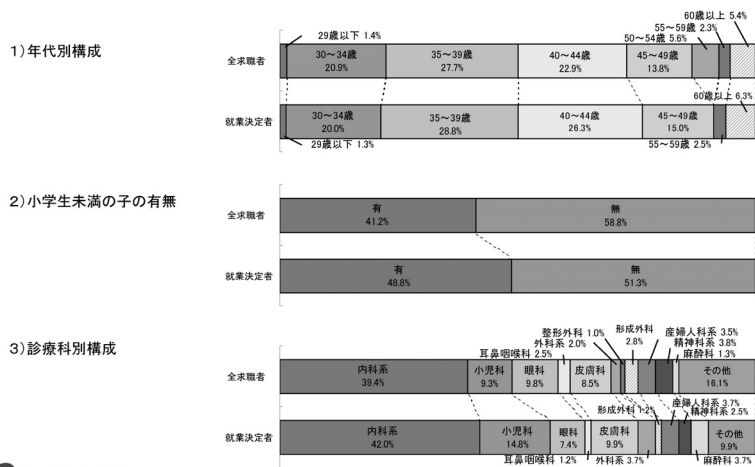 1)年代別構成
60歳以上 5.4%
55～59歳 2.3%
29歳以下 1.4%
50～54歳 5.6%
全求職者
30～34歳
20.9%
35～39歳
27.7%
40～44歳
22.9%
45～49歳
13.8%
60歳以上 6.3%
就業決定者
30～34歳
20.0%
35～39歳
28.8%
40～44歳
26.3%
45～49歳
15.0%
29歳以下 1.3%
55～59歳 2.5%
2)小学生未満の子の有無
全求職者
有
41.2%
無
58.8%
就業決定者
有
48.8%
無
51.3%
3)診療科別構成
整形外科 1.0%
形成外科
2.8%
産婦人科系 3.5%
外科系 2.0%
精神科系 3.8%
耳鼻咽喉科 2.5%
麻酔科 1.3%
全求職者
内科系
39.4%
小児科
9.3%
眼科
9.8%
皮膚科
8.5%
その他
16.1%
産婦人科系 3.7%
形成外科 1.2%
精神科系 2.5%
就業決定者
内科系
42.0%
小児科
14.8%
眼科
7.4%
皮膚科
9.9%
その他
9.9%
耳鼻咽喉科 1.2%
外科系 3.7%
麻酔科 3.7%